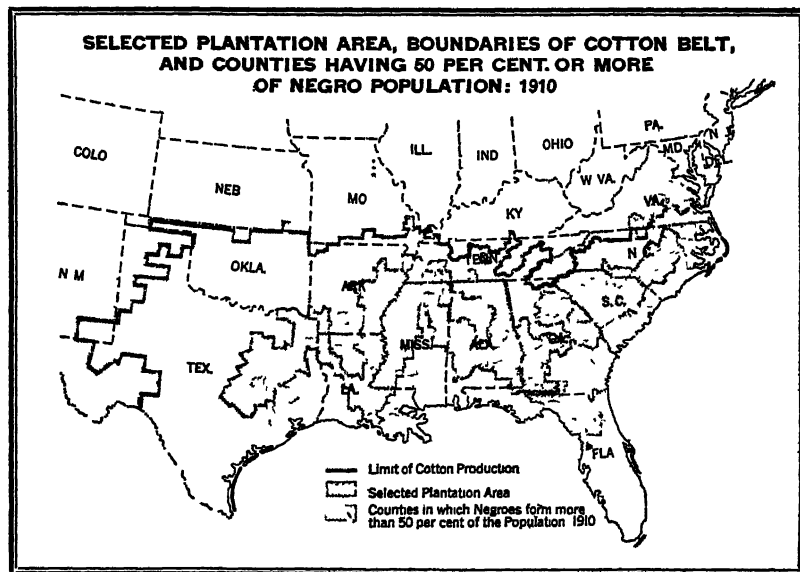 SELECTED PLANTATION AREA, BOUNDARIES OF COTTON BELT,
AND COUNTIES HAVING 50 PER CENT. OR MORE
OF NEGRO POPULATION: 1910
COLO
NEB
MO
ILL.
IND
OHIO
PA.
N
MD.
DE
W VA.
VA.
KY
N M
OKLA.
N C.
S.C.
TEX.
MISS.
LA.
FLA
Limit of Cotton Production
Selected Plantation Area
Counties in which Negroes form more
than 50 per cent of the Population 1910